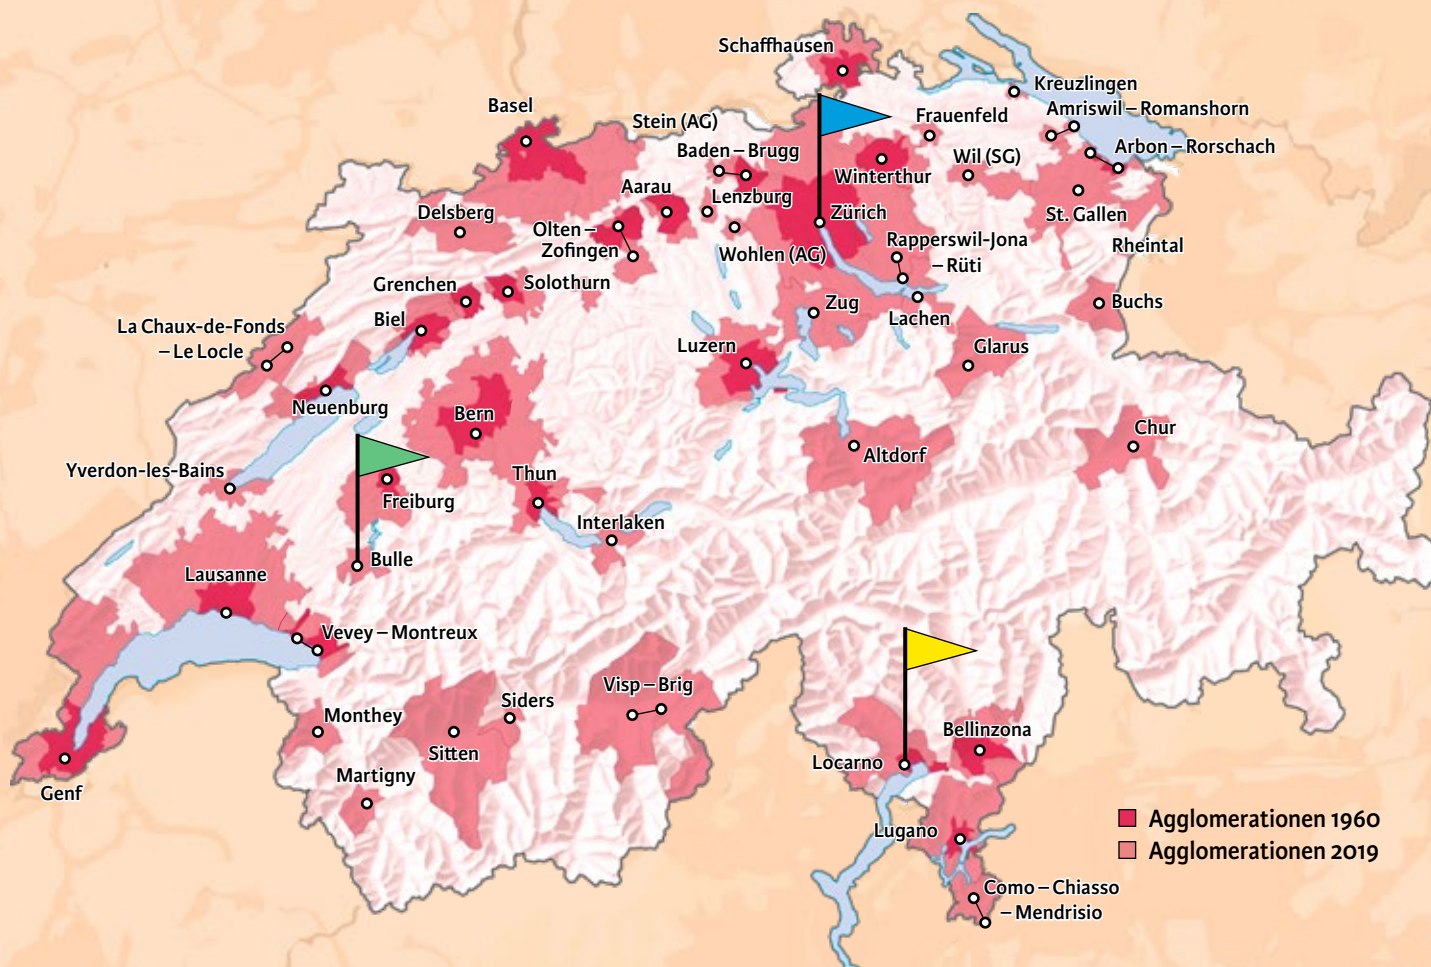 Schaffhausen
Kreuzlingen
Basel
Amriswil – Romanshorn
Frauenfeld
Stein (AG)
Arbon – Rorschach
Baden – Brugg
Wil (SG)
Winterthur
Aarau
Lenzburg
Delsberg
Zürich
St. Gallen
Olten –
Zofingen
Rapperswil-Jona
– Rüti
Rheintal
Wohlen (AG)
Grenchen
Solothurn
Zug
Buchs
Biel
Lachen
La Chaux-de-Fonds
– Le Locle
Luzern
Glarus
Neuenburg
Bern
Chur
Altdorf
Yverdon-les-Bains
Thun
Freiburg
Interlaken
Bulle
Lausanne
Vevey – Montreux
Visp – Brig
Siders
Monthey
Bellinzona
Sitten
Locarno
Martigny
Genf
Lugano
Como – Chiasso
– Mendrisio
Agglomerationen 1960
Agglomerationen 2019